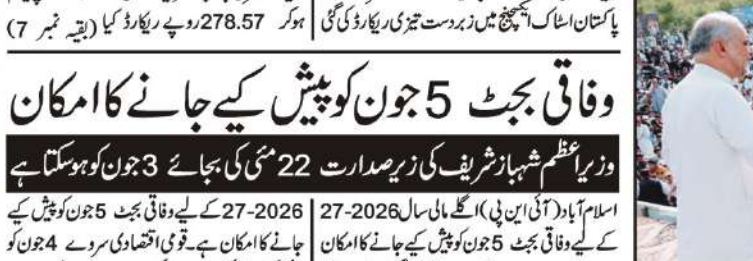 پاکستان اسٹاک ایکسچینج میں زبردست تیزی ریکارڈ کی گئی
ہوکر 278.57 روپے ریکارڈ کیا (بقیہ نمبر 7)
وفاقی بجٹ 5 جون کو پیش کیے جانے کا امکان
وزیراعظم شہباز شریف کی زیر صدارت 22 مئی کی بجائے 3 جون کو ہوسکتا ہے
اسلام آباد (آئی این پی) اگلے مالی سال 2026-27
کے لیے وفاقی بجٹ 5 جون کو پیش کیے جانے کا امکان
2026-27 کے لیے وفاقی بجٹ 5 جون کو پیش کیے
جانے کا امکان ہے۔ قومی اقتصادی سروے 4 جون کو